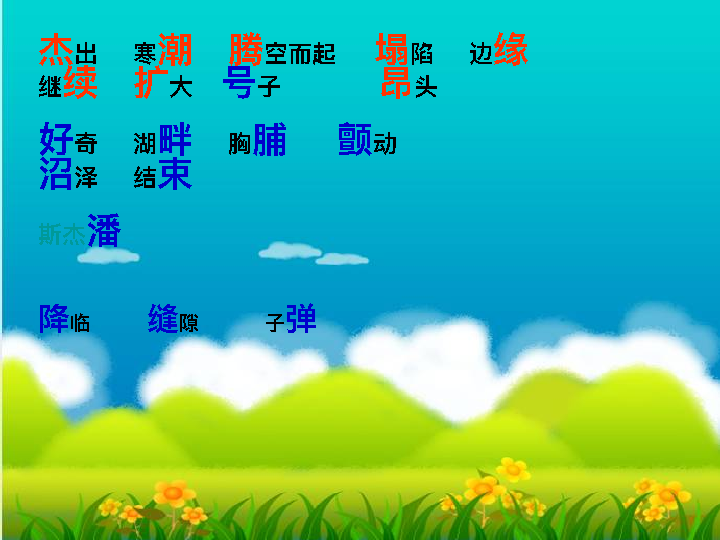 杰出 寒潮 腾空而起 塌陷 边缘
继续 扩大 号子 昂头
好奇 湖畔 胸脯 颤动
沼泽 结束
斯杰潘
降临 缝隙 子弹